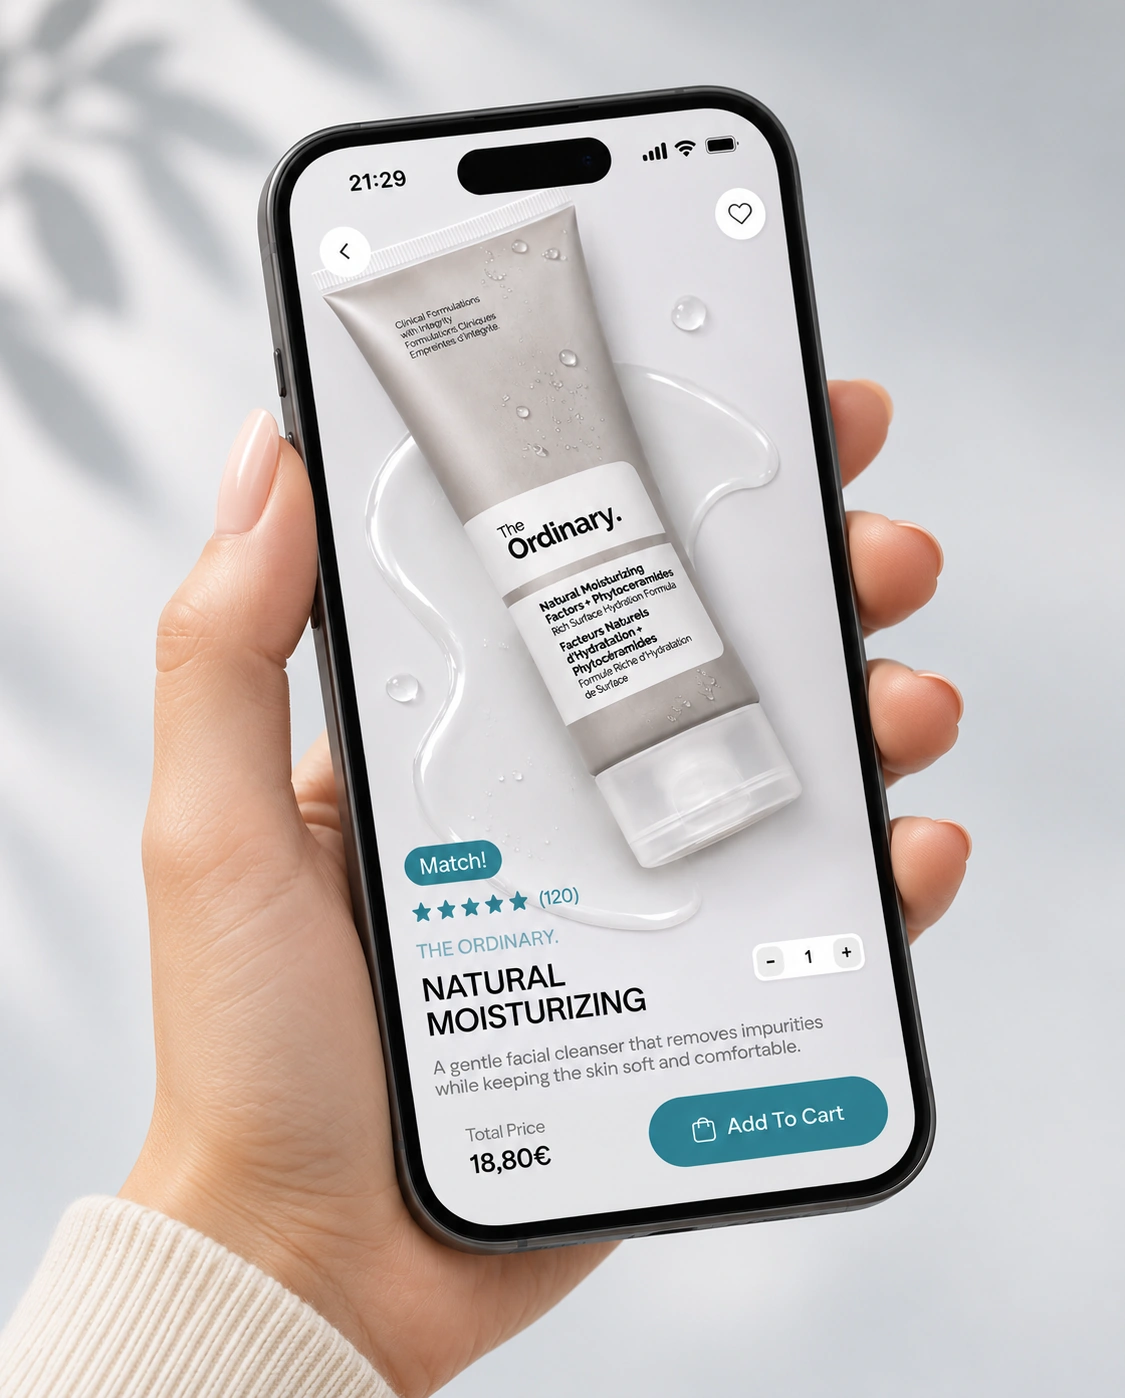 21:29
Clinical Formulations
with Integrity
Formulations Cliniques
Empreintes d'integrite.
The
Ordinary.
Natural Moisturizing
Factors + Phytoceramides
Rich Surface Hydration Formula
Facteurs Naturels
d'Hydratation +
Phytocéramides
Formule Riche d'Hydratation
de Surface
Match!
(120)
THE ORDINARY.
NATURAL
MOISTURIZING
- 1 +
A gentle facial cleanser that removes impurities
while keeping the skin soft and comfortable.
Total Price
18,80€
Add To Cart